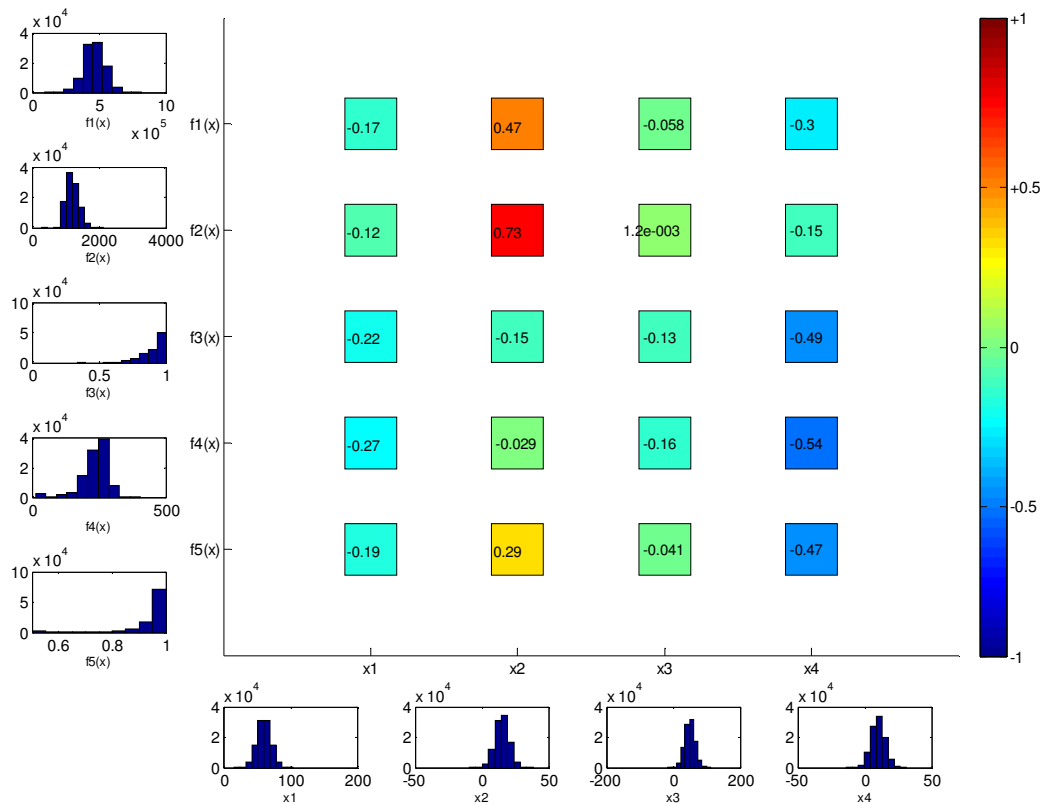 x 10^4
4
2
0
0 5 10
f1(x)
x 10^5
x 10^4
4
2
0
0 2000 4000
f2(x)
x 10^4
10
5
0
0 0.5 1
f3(x)
x 10^4
4
2
0
0 500
f4(x)
x 10^4
10
5
0
0.6 0.8 1
f5(x)
f1(x) -0.17 0.47 -0.058 -0.3
f2(x) -0.12 0.73 1.2e-003 -0.15
f3(x) -0.22 -0.15 -0.13 -0.49
f4(x) -0.27 -0.029 -0.16 -0.54
f5(x) -0.19 0.29 -0.041 -0.47
x1 x2 x3 x4
+1
+0.5
0
-0.5
-1
x 10^4
4
2
0
0 100 200
x1
x 10^4
4
2
0
-50 0 50
x2
x 10^4
4
2
0
-200 0 200
x3
x 10^4
4
2
0
-50 0 50
x4